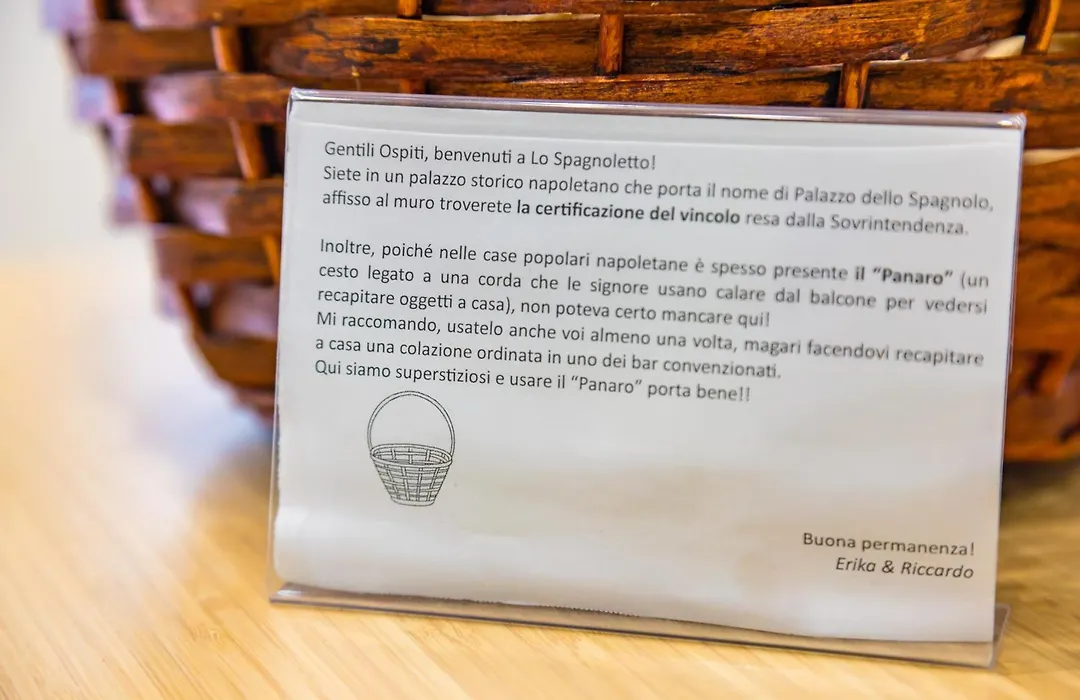 Gentili Ospiti, benvenuti a Lo Spagnoletto!
Siete in un palazzo storico napoletano che porta il nome di Palazzo dello Spagnolo,
affisso al muro troverete la certificazione del vincolo resa dalla Sovrintendenza.
Inoltre, poiché nelle case popolari napoletane è spesso presente il “Panaro” (un
cesto legato a una corda che le signore usano calare dal balcone per vedersi
recapitare oggetti a casa), non poteva certo mancare qui!
Mi raccomando, usatelo anche voi almeno una volta, magari facendovi recapitare
a casa una colazione ordinata in uno dei bar convenzionati.
Qui siamo superstiziosi e usare il “Panaro” porta bene!!
Buona permanenza!
Erika & Riccardo